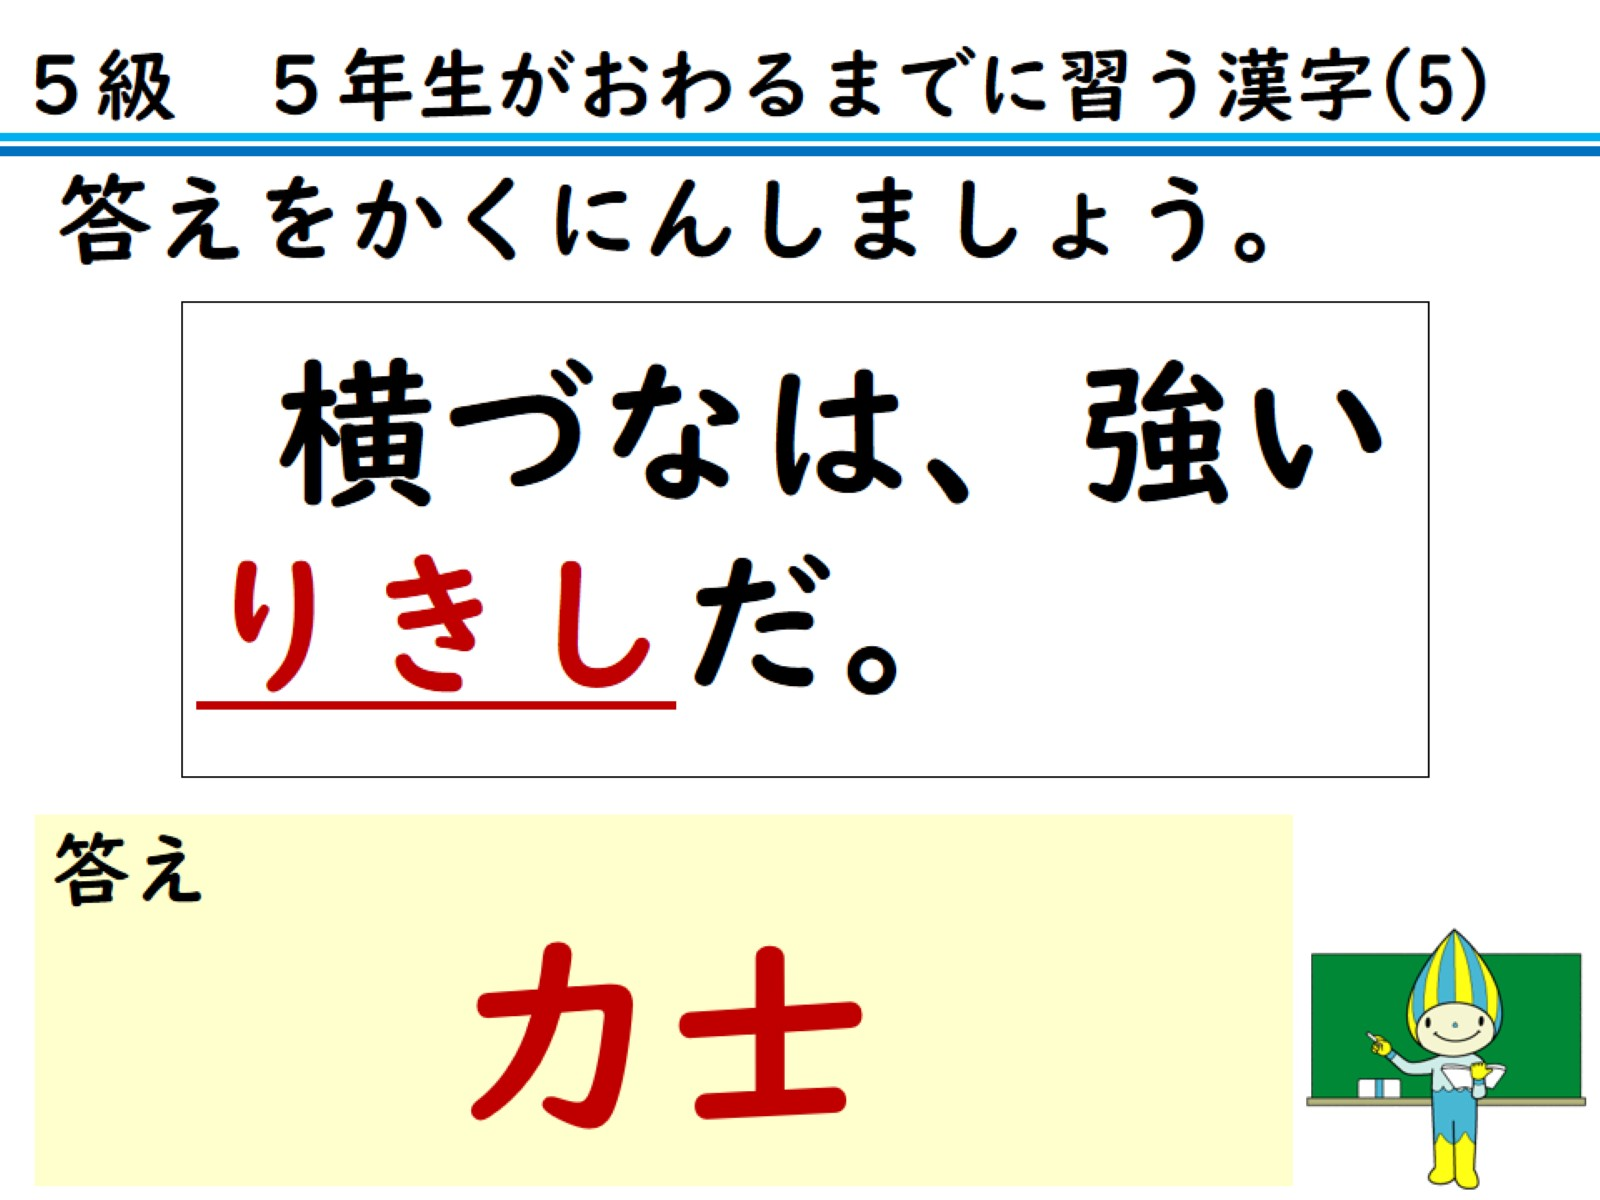 ５級　５年生がおわるまでに習う漢字(5)
答えをかくにんしましょう。
横づなは、強い
りきしだ。
答え
力士